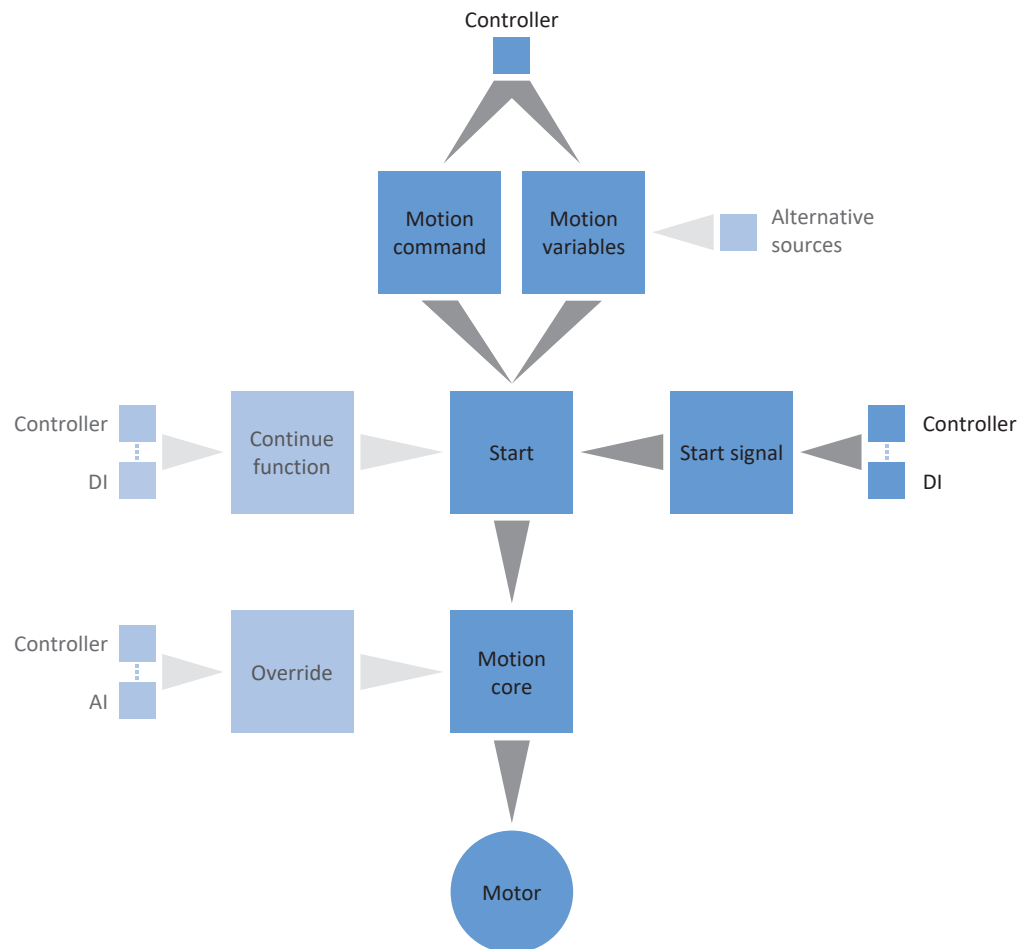 Controller
Motion
command
Motion
variables
Alternative
sources
Controller
DI
Continue
function
Start
Start signal
Controller
DI
Controller
AI
Override
Motion
core
Motor